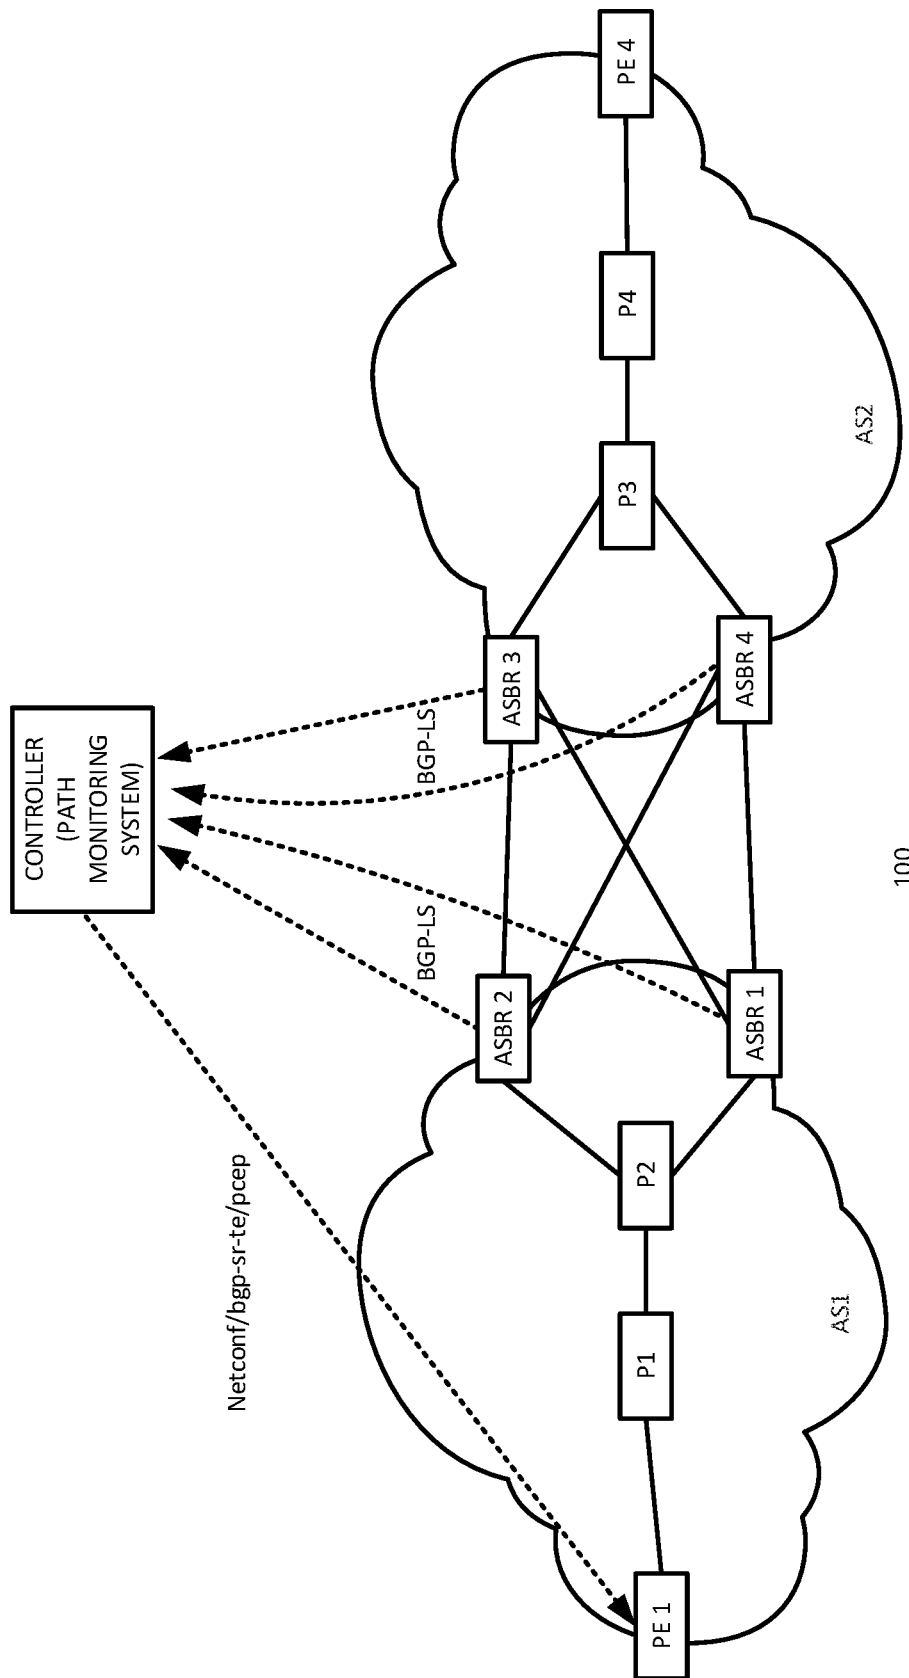 CONTROLLER
(PATH
MONITORING
SYSTEM)
Netconf/bgp-sr-te/pcep
BGP-LS
BGP-LS
ASBR 2
ASBR 3
PE 1
P1
P2
P3
P4
PE 4
ASBR 1
ASBR 4
AS1
AS2
100